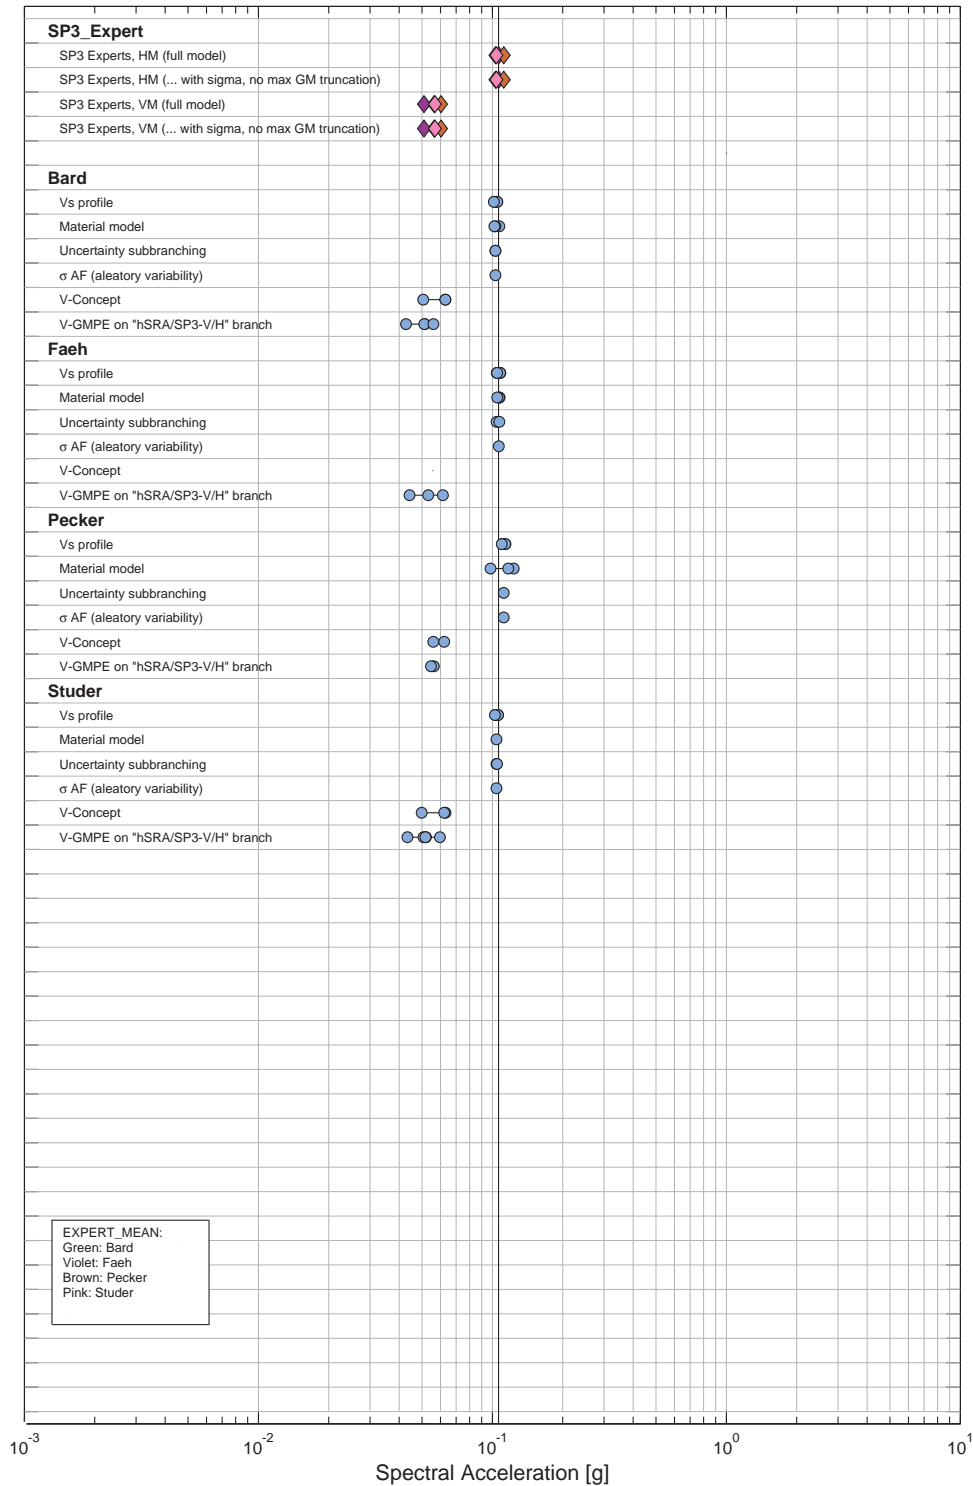 SP3_Expert
SP3 Experts, HM (full model)
SP3 Experts, HM (... with sigma, no max GM truncation)
SP3 Experts, VM (full model)
SP3 Experts, VM (... with sigma, no max GM truncation)
Bard
Vs profile
Material model
Uncertainty subbranching
σ AF (aleatory variability)
V-Concept
V-GMPE on "hSRA/SP3-V/H" branch
Faeh
Vs profile
Material model
Uncertainty subbranching
σ AF (aleatory variability)
V-Concept
V-GMPE on "hSRA/SP3-V/H" branch
Pecker
Vs profile
Material model
Uncertainty subbranching
σ AF (aleatory variability)
V-Concept
V-GMPE on "hSRA/SP3-V/H" branch
Studer
Vs profile
Material model
Uncertainty subbranching
σ AF (aleatory variability)
V-Concept
V-GMPE on "hSRA/SP3-V/H" branch
EXPERT_MEAN:
Green: Bard
Violet: Faeh
Brown: Pecker
Pink: Studer
10⁻³ 10⁻² 10⁻¹ 10⁰ 10¹
Spectral Acceleration [g]